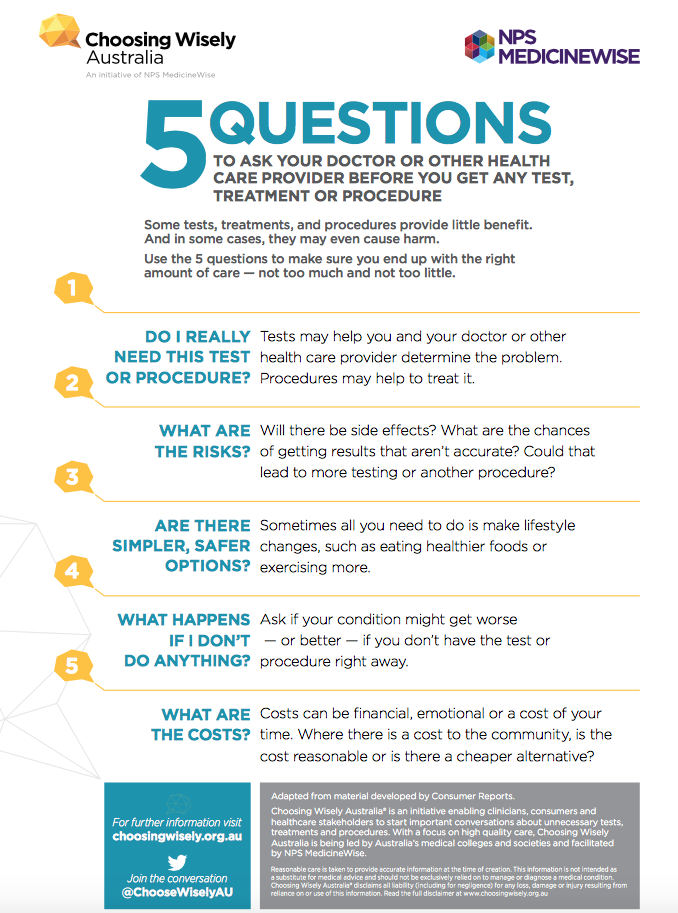 Choosing Wisely
Australia
An initiative of NPS MedicineWise
NPS
MEDICINEWISE
5 QUESTIONS
TO ASK YOUR DOCTOR OR OTHER HEALTH
CARE PROVIDER BEFORE YOU GET ANY TEST,
TREATMENT OR PROCEDURE
Some tests, treatments, and procedures provide little benefit.
And in some cases, they may even cause harm.
Use the 5 questions to make sure you end up with the right
amount of care — not too much and not too little.
1
DO I REALLY
NEED THIS TEST
OR PROCEDURE?
Tests may help you and your doctor or other
health care provider determine the problem.
Procedures may help to treat it.
2
WHAT ARE
THE RISKS?
Will there be side effects? What are the chances
of getting results that aren't accurate? Could that
lead to more testing or another procedure?
3
ARE THERE
SIMPLER, SAFER
OPTIONS?
Sometimes all you need to do is make lifestyle
changes, such as eating healthier foods or
exercising more.
4
WHAT HAPPENS
IF I DON'T
DO ANYTHING?
Ask if your condition might get worse
— or better — if you don't have the test or
procedure right away.
5
WHAT ARE
THE COSTS?
Costs can be financial, emotional or a cost of your
time. Where there is a cost to the community, is the
cost reasonable or is there a cheaper alternative?
For further information visit
choosingwisely.org.au
Join the conversation
@ChooseWiselyAU
Adapted from material developed by Consumer Reports.
Choosing Wisely Australia® is an initiative enabling clinicians, consumers and
healthcare stakeholders to start important conversations about unnecessary tests,
treatments and procedures. With a focus on high quality care, Choosing Wisely
Australia is being led by Australia's medical colleges and societies and facilitated
by NPS MedicineWise.
Reasonable care is taken to provide accurate information at the time of creation. This information is not intended as
a substitute for medical advice and should not be exclusively relied on to manage or diagnose a medical condition.
Choosing Wisely Australia® disclaims all liability (including for negligence) for any loss, damage or injury resulting from
reliance on or use of this information. Read the full disclaimer at www.choosingwisely.org.au